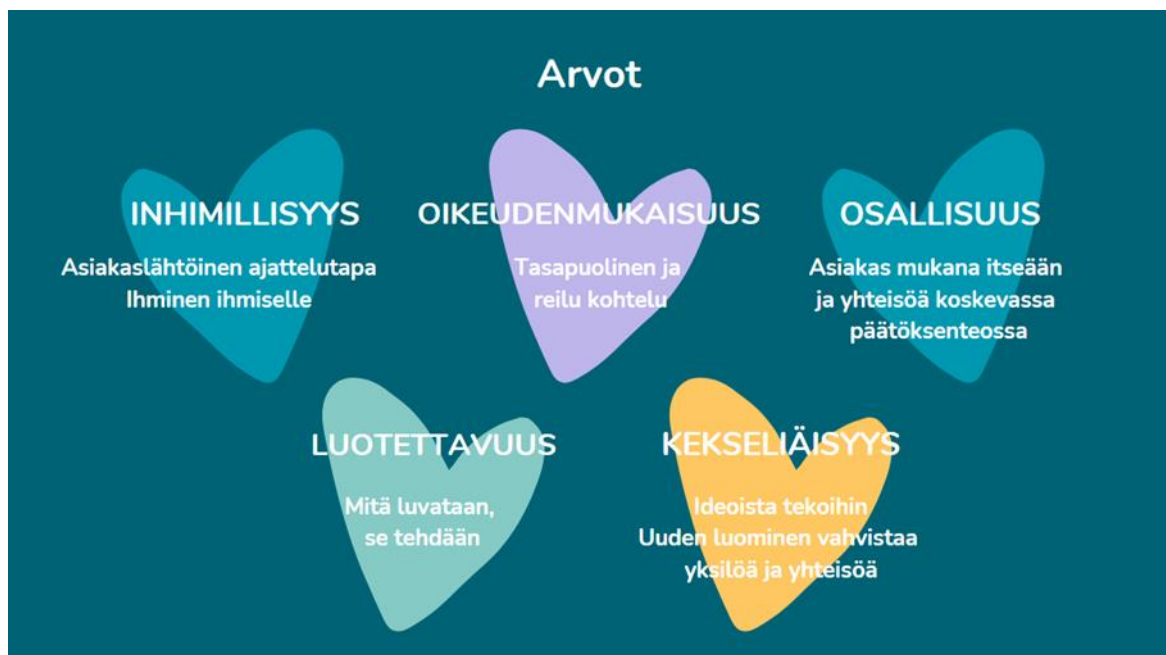 Arvot
INHIMILLISYYS
Asiakaslähtöinen ajattelutapa
Ihminen ihmiselle
OIKEUDENMUKAISUUS
Tasapuolinen ja
reilu kohtelu
OSALLISUUS
Asiakas mukana itseään
ja yhteisöä koskevassa
päätöksenteossa
LUOTETTAVUUS
Mitä luvataan,
se tehdään
KEKSELIÄISYYS
Ideoista tekoihin
Uuden luominen vahvistaa
yksilöä ja yhteisöä